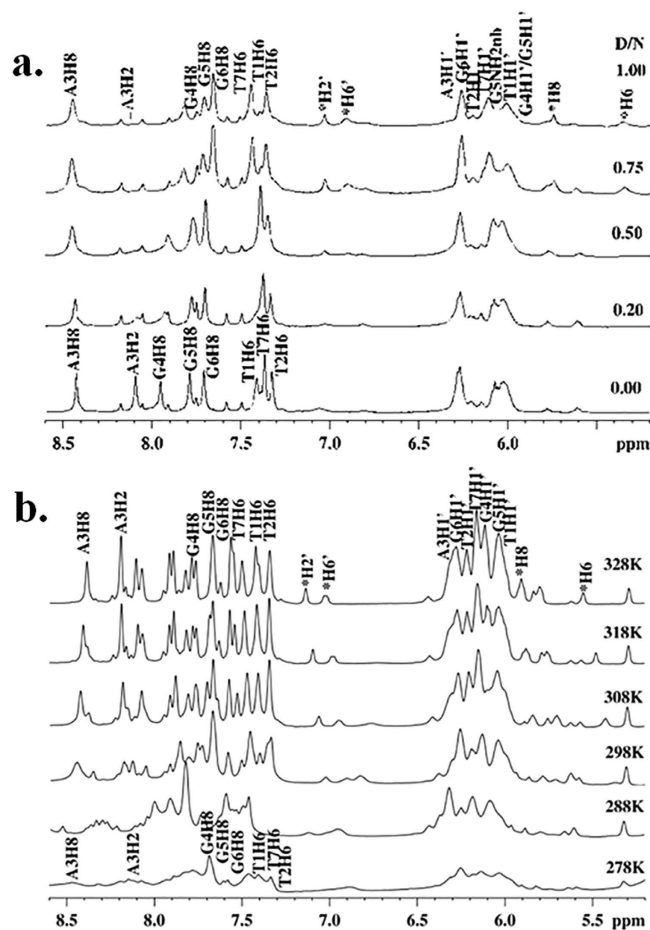 a.
D/N
1.00
A3H8
A3H2
G4H8
G5H8
G6H8
T7H6
T1H6
T2H6
*H2'
*H6'
A3H1'
G6H1'
T2H1'
T7H1'
G5NH2nb
T1H1'
G4H1'/G5H1'
*H8
*H6
0.75
0.50
0.20
A3H8
A3H2
G4H8
G5H8
G6H8
T1H6
T7H6
T2H6
0.00
8.5 8.0 7.5 7.0 6.5 6.0 ppm
b.
A3H8
A3H2
G4H8
G5H8
G6H8
T7H6
T1H6
T2H6
*H2'
*H6'
A3H1'
G6H1'
T2H1'
T7H1'
G4H1'
G5H1'
T1H1'
*H8
*H6
328K
318K
308K
298K
288K
A3H8
A3H2
G4H8
G5H8
G6H8
T1H6
T7H6
T2H6
278K
8.5 8.0 7.5 7.0 6.5 6.0 5.5 ppm